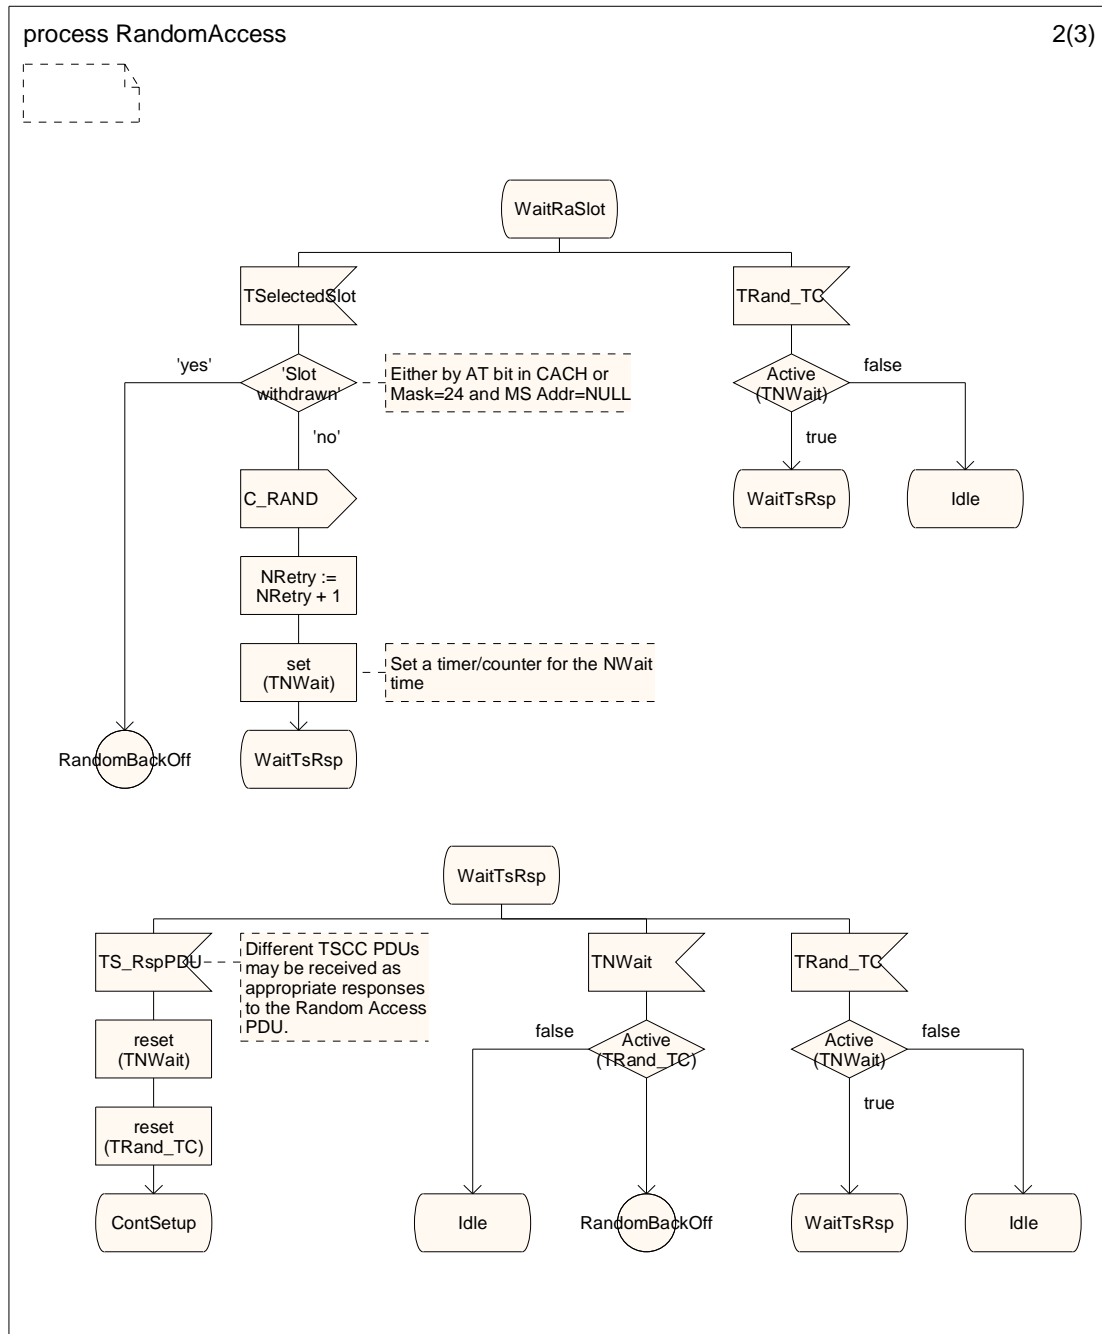 process RandomAccess
2(3)
WaitRaSlot
TSelectedSlot
TRand_TC
'yes'
'Slot
withdrawn'
Either by AT bit in CACH or
Mask=24 and MS Addr=NULL
Active
(TNWait)
false
'no'
true
C_RAND
WaitTsRsp
Idle
NRetry :=
NRetry + 1
set
(TNWait)
Set a timer/counter for the NWait
time
RandomBackOff
WaitTsRsp
WaitTsRsp
TS_RspPDU
Different TSCC PDUs
may be received as
appropriate responses
to the Random Access
PDU.
TNWait
TRand_TC
reset
(TNWait)
false
Active
(TRand_TC)
Active
(TNWait)
false
true
reset
(TRand_TC)
ContSetup
Idle
RandomBackOff
WaitTsRsp
Idle